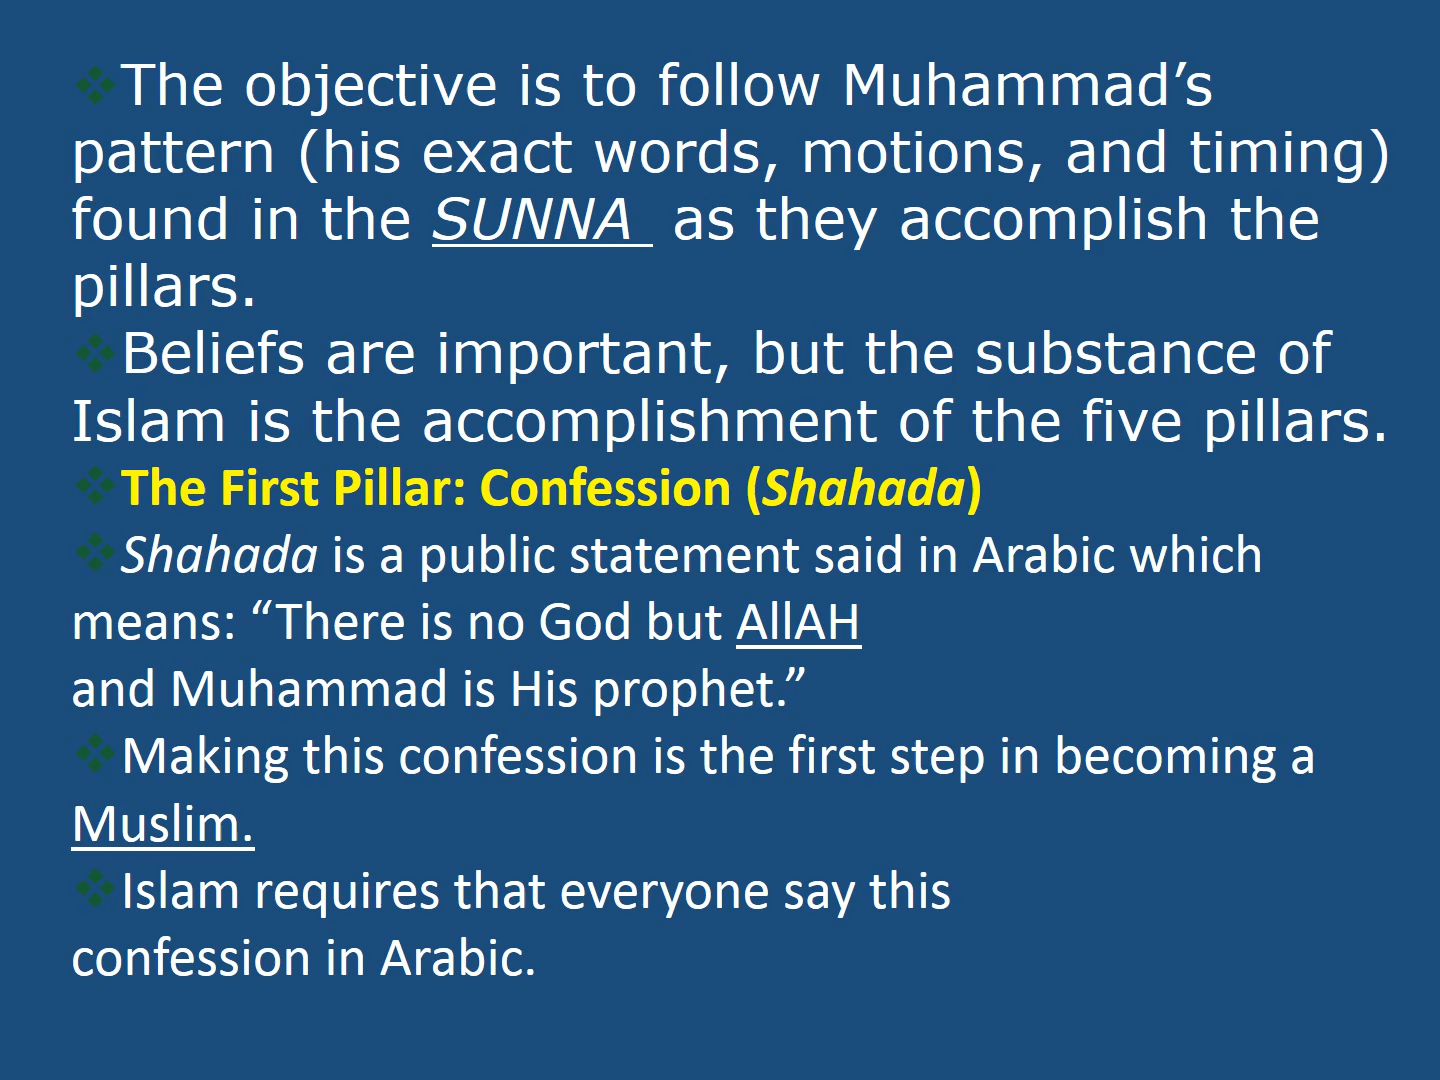 ❖The objective is to follow Muhammad’s
pattern (his exact words, motions, and timing)
found in the SUNNA as they accomplish the
pillars.
❖Beliefs are important, but the substance of
Islam is the accomplishment of the five pillars.
❖The First Pillar: Confession (Shahada)
❖Shahada is a public statement said in Arabic which
means: “There is no God but AllAH
and Muhammad is His prophet.”
❖Making this confession is the first step in becoming a
Muslim.
❖Islam requires that everyone say this
confession in Arabic.